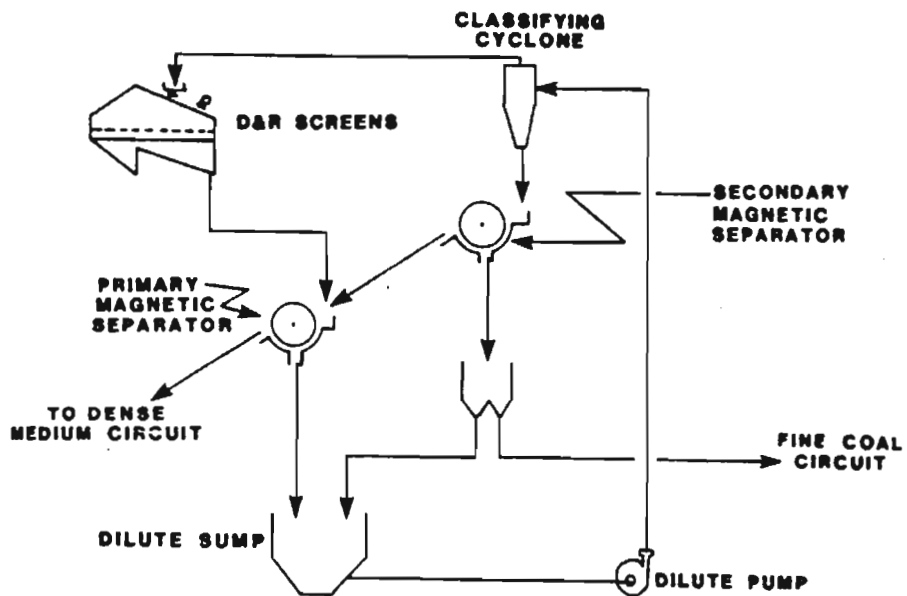 CLASSIFYING
CYCLONE
D&R SCREENS
SECONDARY
MAGNETIC
SEPARATOR
PRIMARY
MAGNETIC
SEPARATOR
TO DENSE
MEDIUM CIRCUIT
FINE COAL
CIRCUIT
DILUTE SUMP
DILUTE PUMP